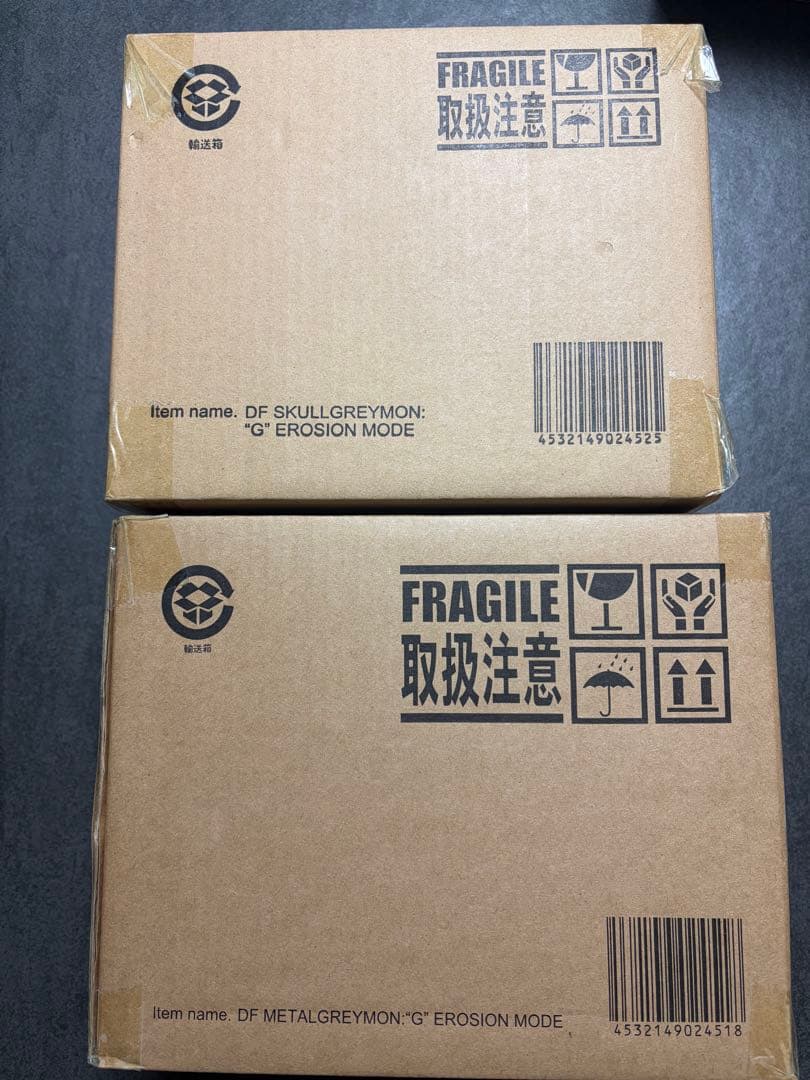 FRAGILE
取扱注意
輸送箱
Item name. DF SKULLGREYMON:
“G” EROSION MODE
4532149024525
FRAGILE
取扱注意
輸送箱
Item name. DF METALGREYMON:“G” EROSION MODE
4532149024518